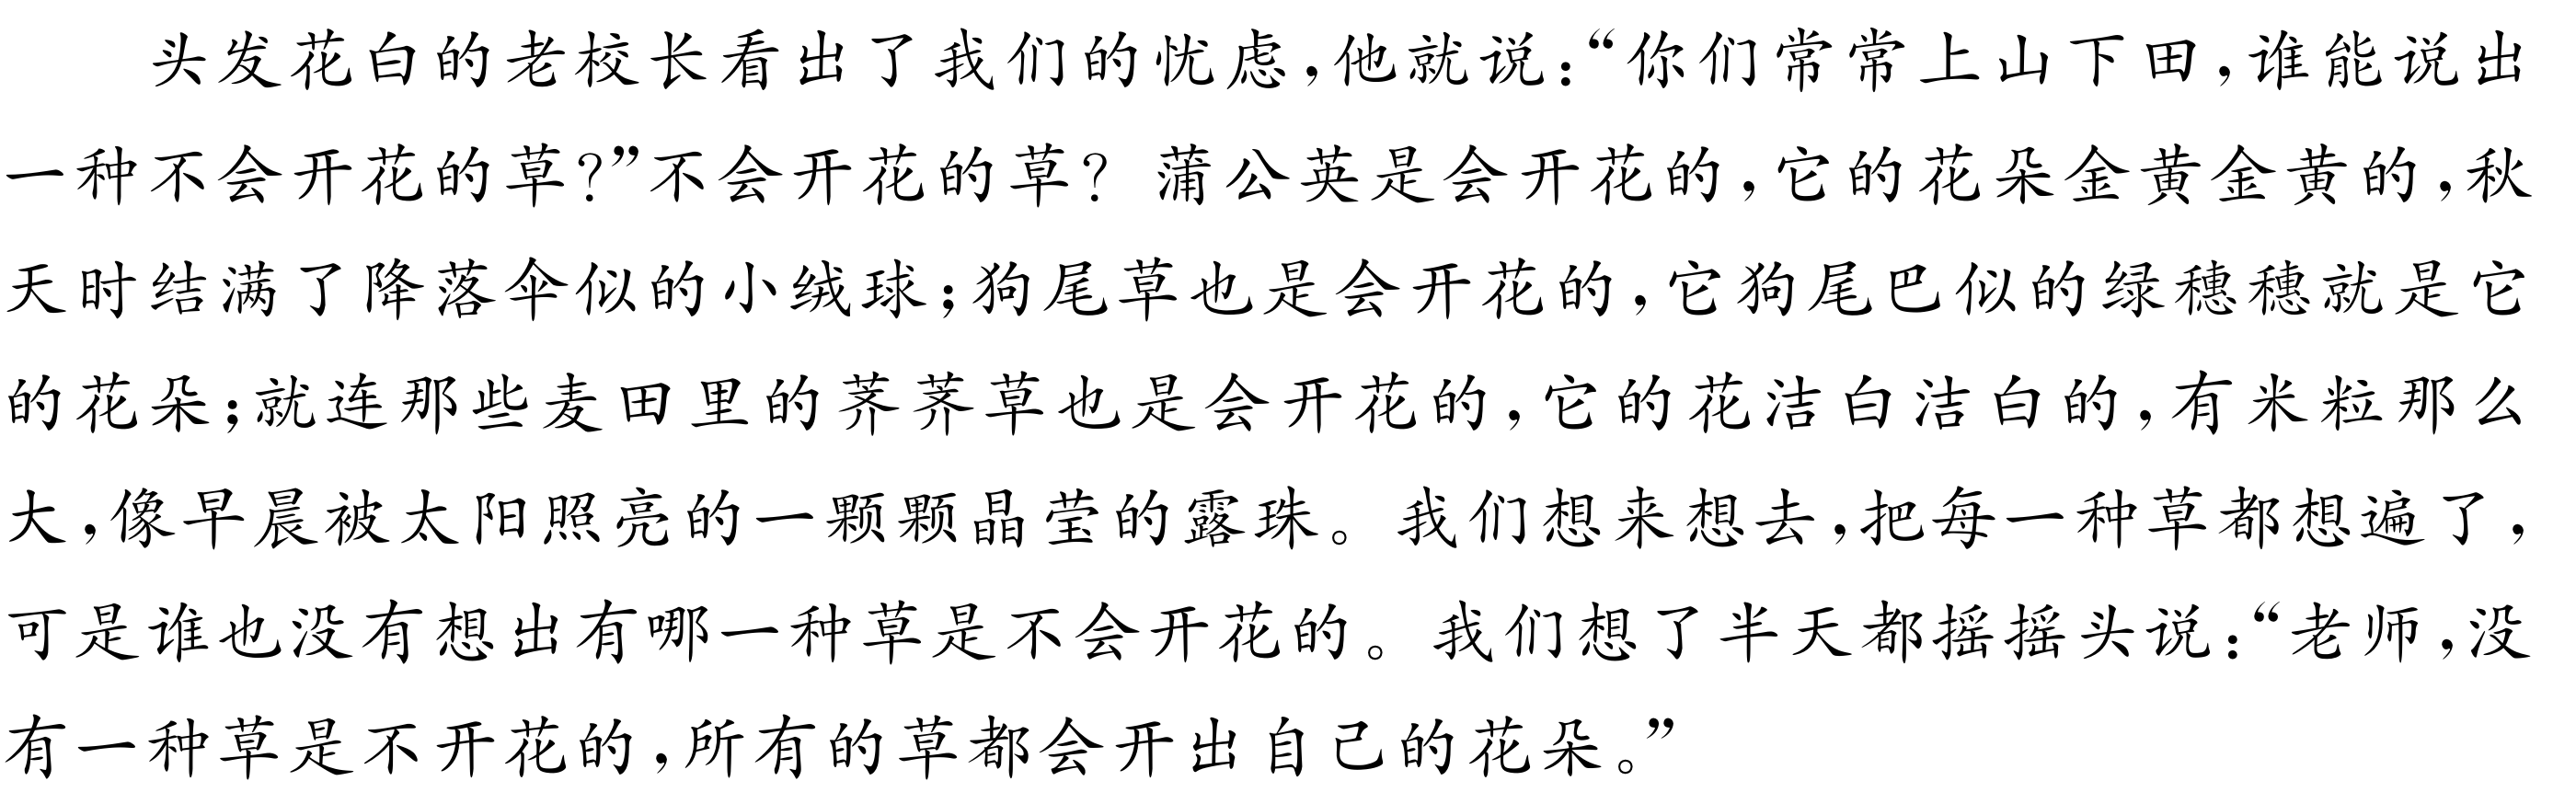 头发花白的老校长看出了我们的忧虑,他就说:“你们常常上山下田,谁能说出
一种不会开花的草?”不会开花的草? 蒲公英是会开花的,它的花朵金黄金黄的,秋
天时结满了降落伞似的小绒球;狗尾草也是会开花的,它狗尾巴似的绿穗穗就是它
的花朵;就连那些麦田里的荠荠草也是会开花的,它的花洁白洁白的,有米粒那么
大,像早晨被太阳照亮的一颗颗晶莹的露珠。我们想来想去,把每一种草都想遍了,
可是谁也没有想出有哪一种草是不会开花的。我们想了半天都摇摇头说:“老师,没
有一种草是不开花的,所有的草都会开出自己的花朵。”